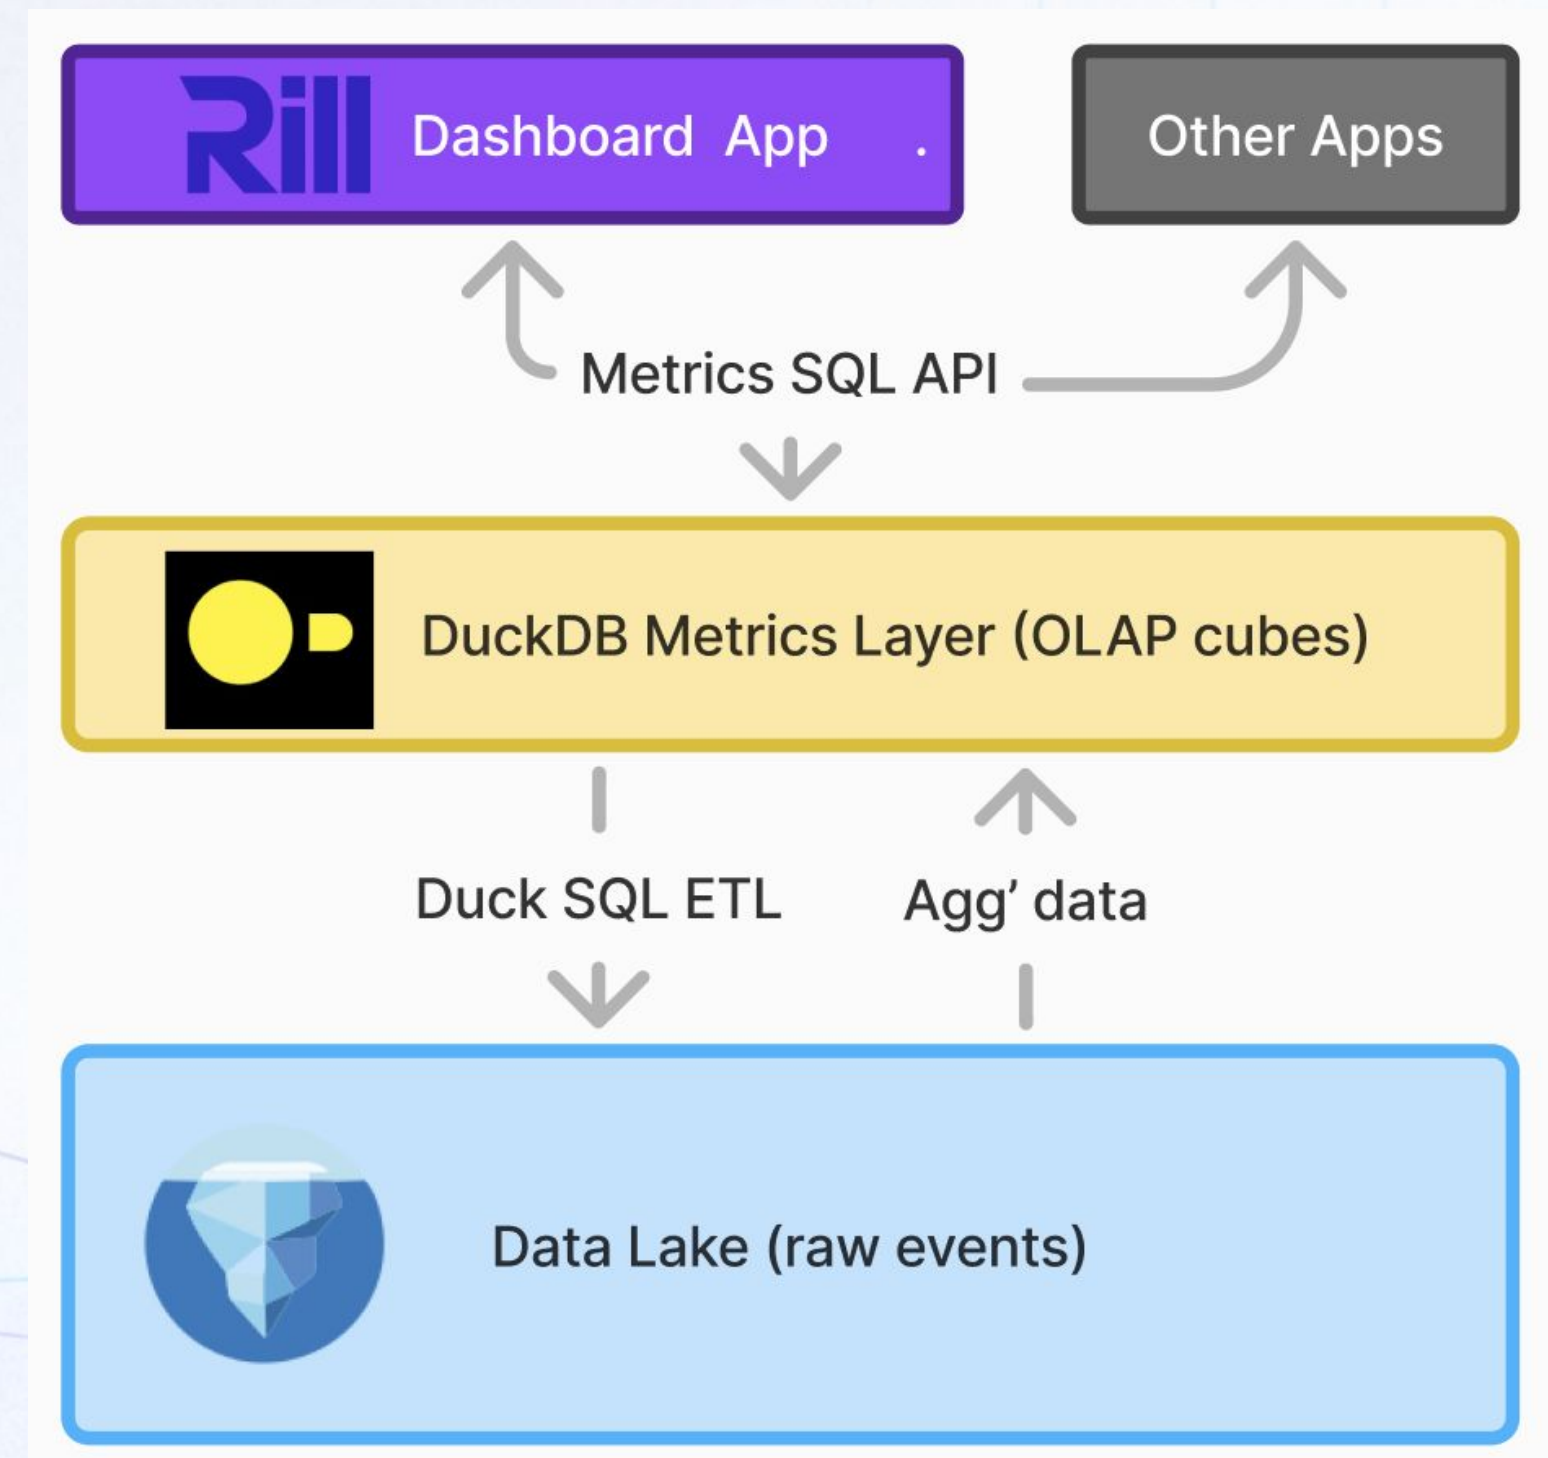 Rill Dashboard App .
Other Apps
Metrics SQL API
DuckDB Metrics Layer (OLAP cubes)
Duck SQL ETL
Agg’ data
Data Lake (raw events)